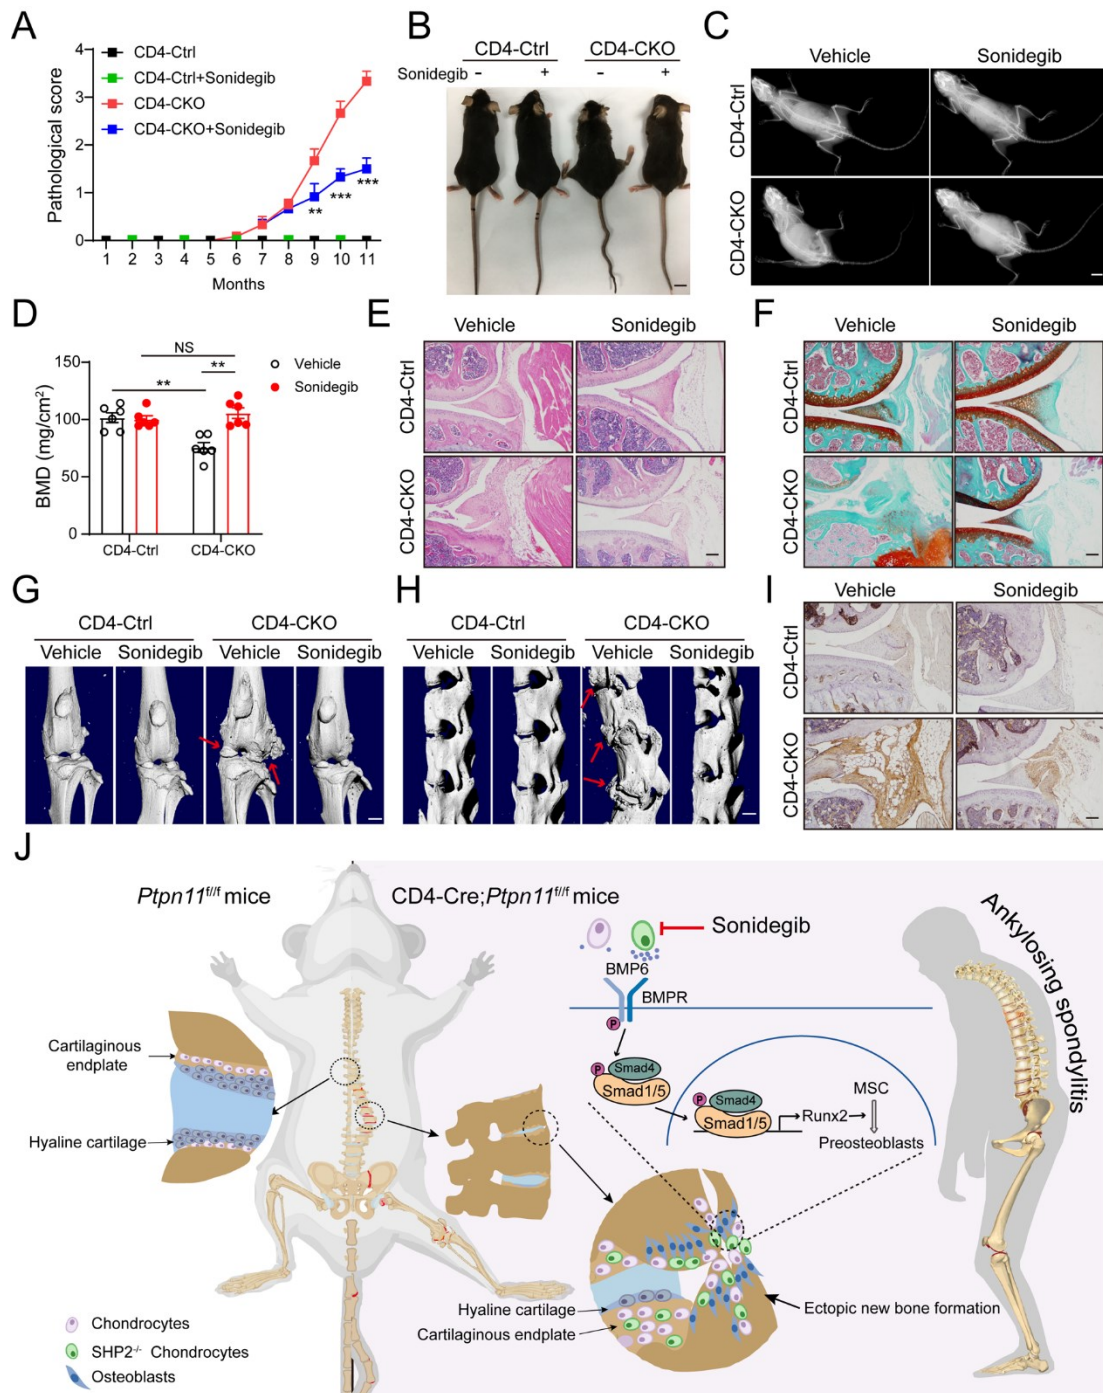 A
Pathological score
4
3
2
1
0
CD4-Ctrl
CD4-Ctrl+Sonidegib
CD4-CKO
CD4-CKO+Sonidegib
**
***
***
1 2 3 4 5 6 7 8 9 10 11
Months
B
CD4-Ctrl CD4-CKO
Sonidegib - + - +
C
Vehicle Sonidegib
CD4-Ctrl
CD4-CKO
D
BMD (mg/cm²)
150
100
50
0
NS
**
**
Vehicle
Sonidegib
CD4-Ctrl CD4-CKO
E
Vehicle Sonidegib
CD4-Ctrl
CD4-CKO
F
Vehicle Sonidegib
CD4-Ctrl
CD4-CKO
G
CD4-Ctrl CD4-CKO
Vehicle Sonidegib Vehicle Sonidegib
H
CD4-Ctrl CD4-CKO
Vehicle Sonidegib Vehicle Sonidegib
I
Vehicle Sonidegib
CD4-Ctrl
CD4-CKO
J
Ptpn11f/f mice
CD4-Cre;Ptpn11f/f mice
Sonidegib
BMP6
BMPR
P
P Smad4
Smad1/5
P Smad4
Smad1/5
Runx2
MSC
Preosteoblasts
Ankylosing spondylitis
Cartilaginous
endplate
Hyaline cartilage
Hyaline cartilage
Cartilaginous endplate
Ectopic new bone formation
Chondrocytes
SHP2-/- Chondrocytes
Osteoblasts